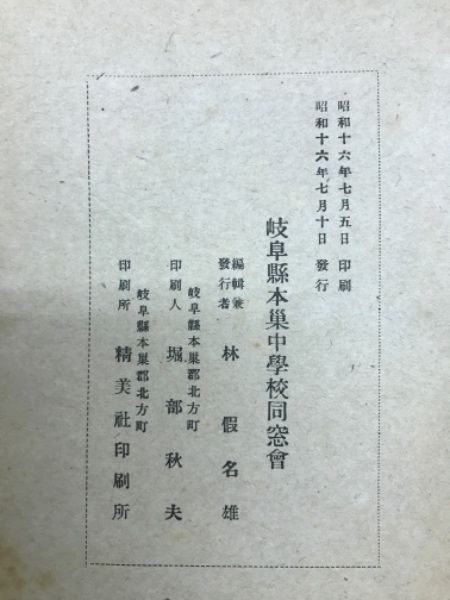 昭和十六年七月五日 印刷
昭和十六年七月十日 發行
岐阜縣本巢中學校同窓會
編輯兼發行者 林假名雄
岐阜縣本巢郡北方町
印刷人 堀部秋夫
岐阜縣本巢郡北方町
印刷所 精美社印刷所